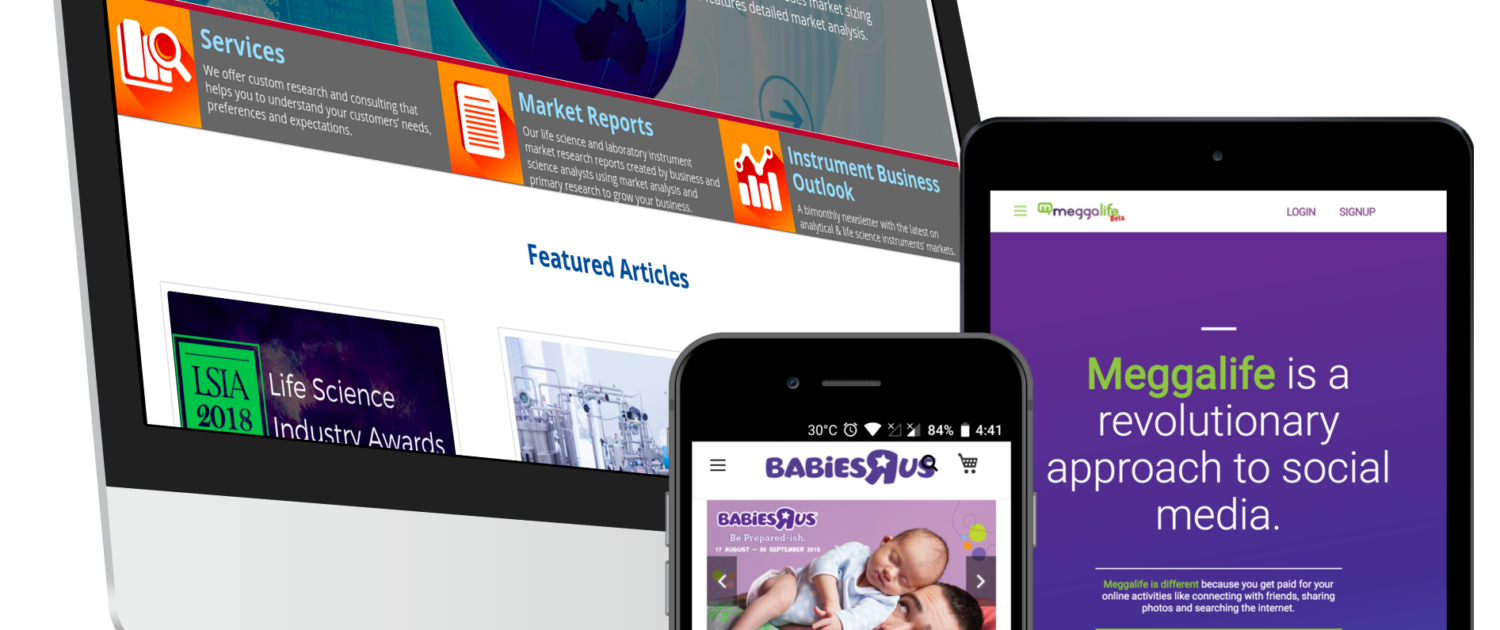 market sizing
features detailed market analysis.
Services
We offer custom research and consulting that
helps you to understand your customers' needs,
preferences and expectations.
Market Reports
Our life science and laboratory instrument
market research reports created by business and
science analysts using market analysis and
primary research to grow your business.
Instrument Business
Outlook
A bimonthly newsletter with the latest on
analytical & life science instruments' markets.
Featured Articles
LSIA
2018
Life Science
Industry Awards
30°C 84% 4:41
BABIESRUS
BABIESRUS
Be Prepared-ish.
17 AUGUST – 30 SEPTEMBER 2018
meggalife
Beta
LOGIN SIGNUP
Meggalife is a
revolutionary
approach to social
media.
Meggalife is different because you get paid for your
online activities like connecting with friends, sharing
photos and searching the internet.